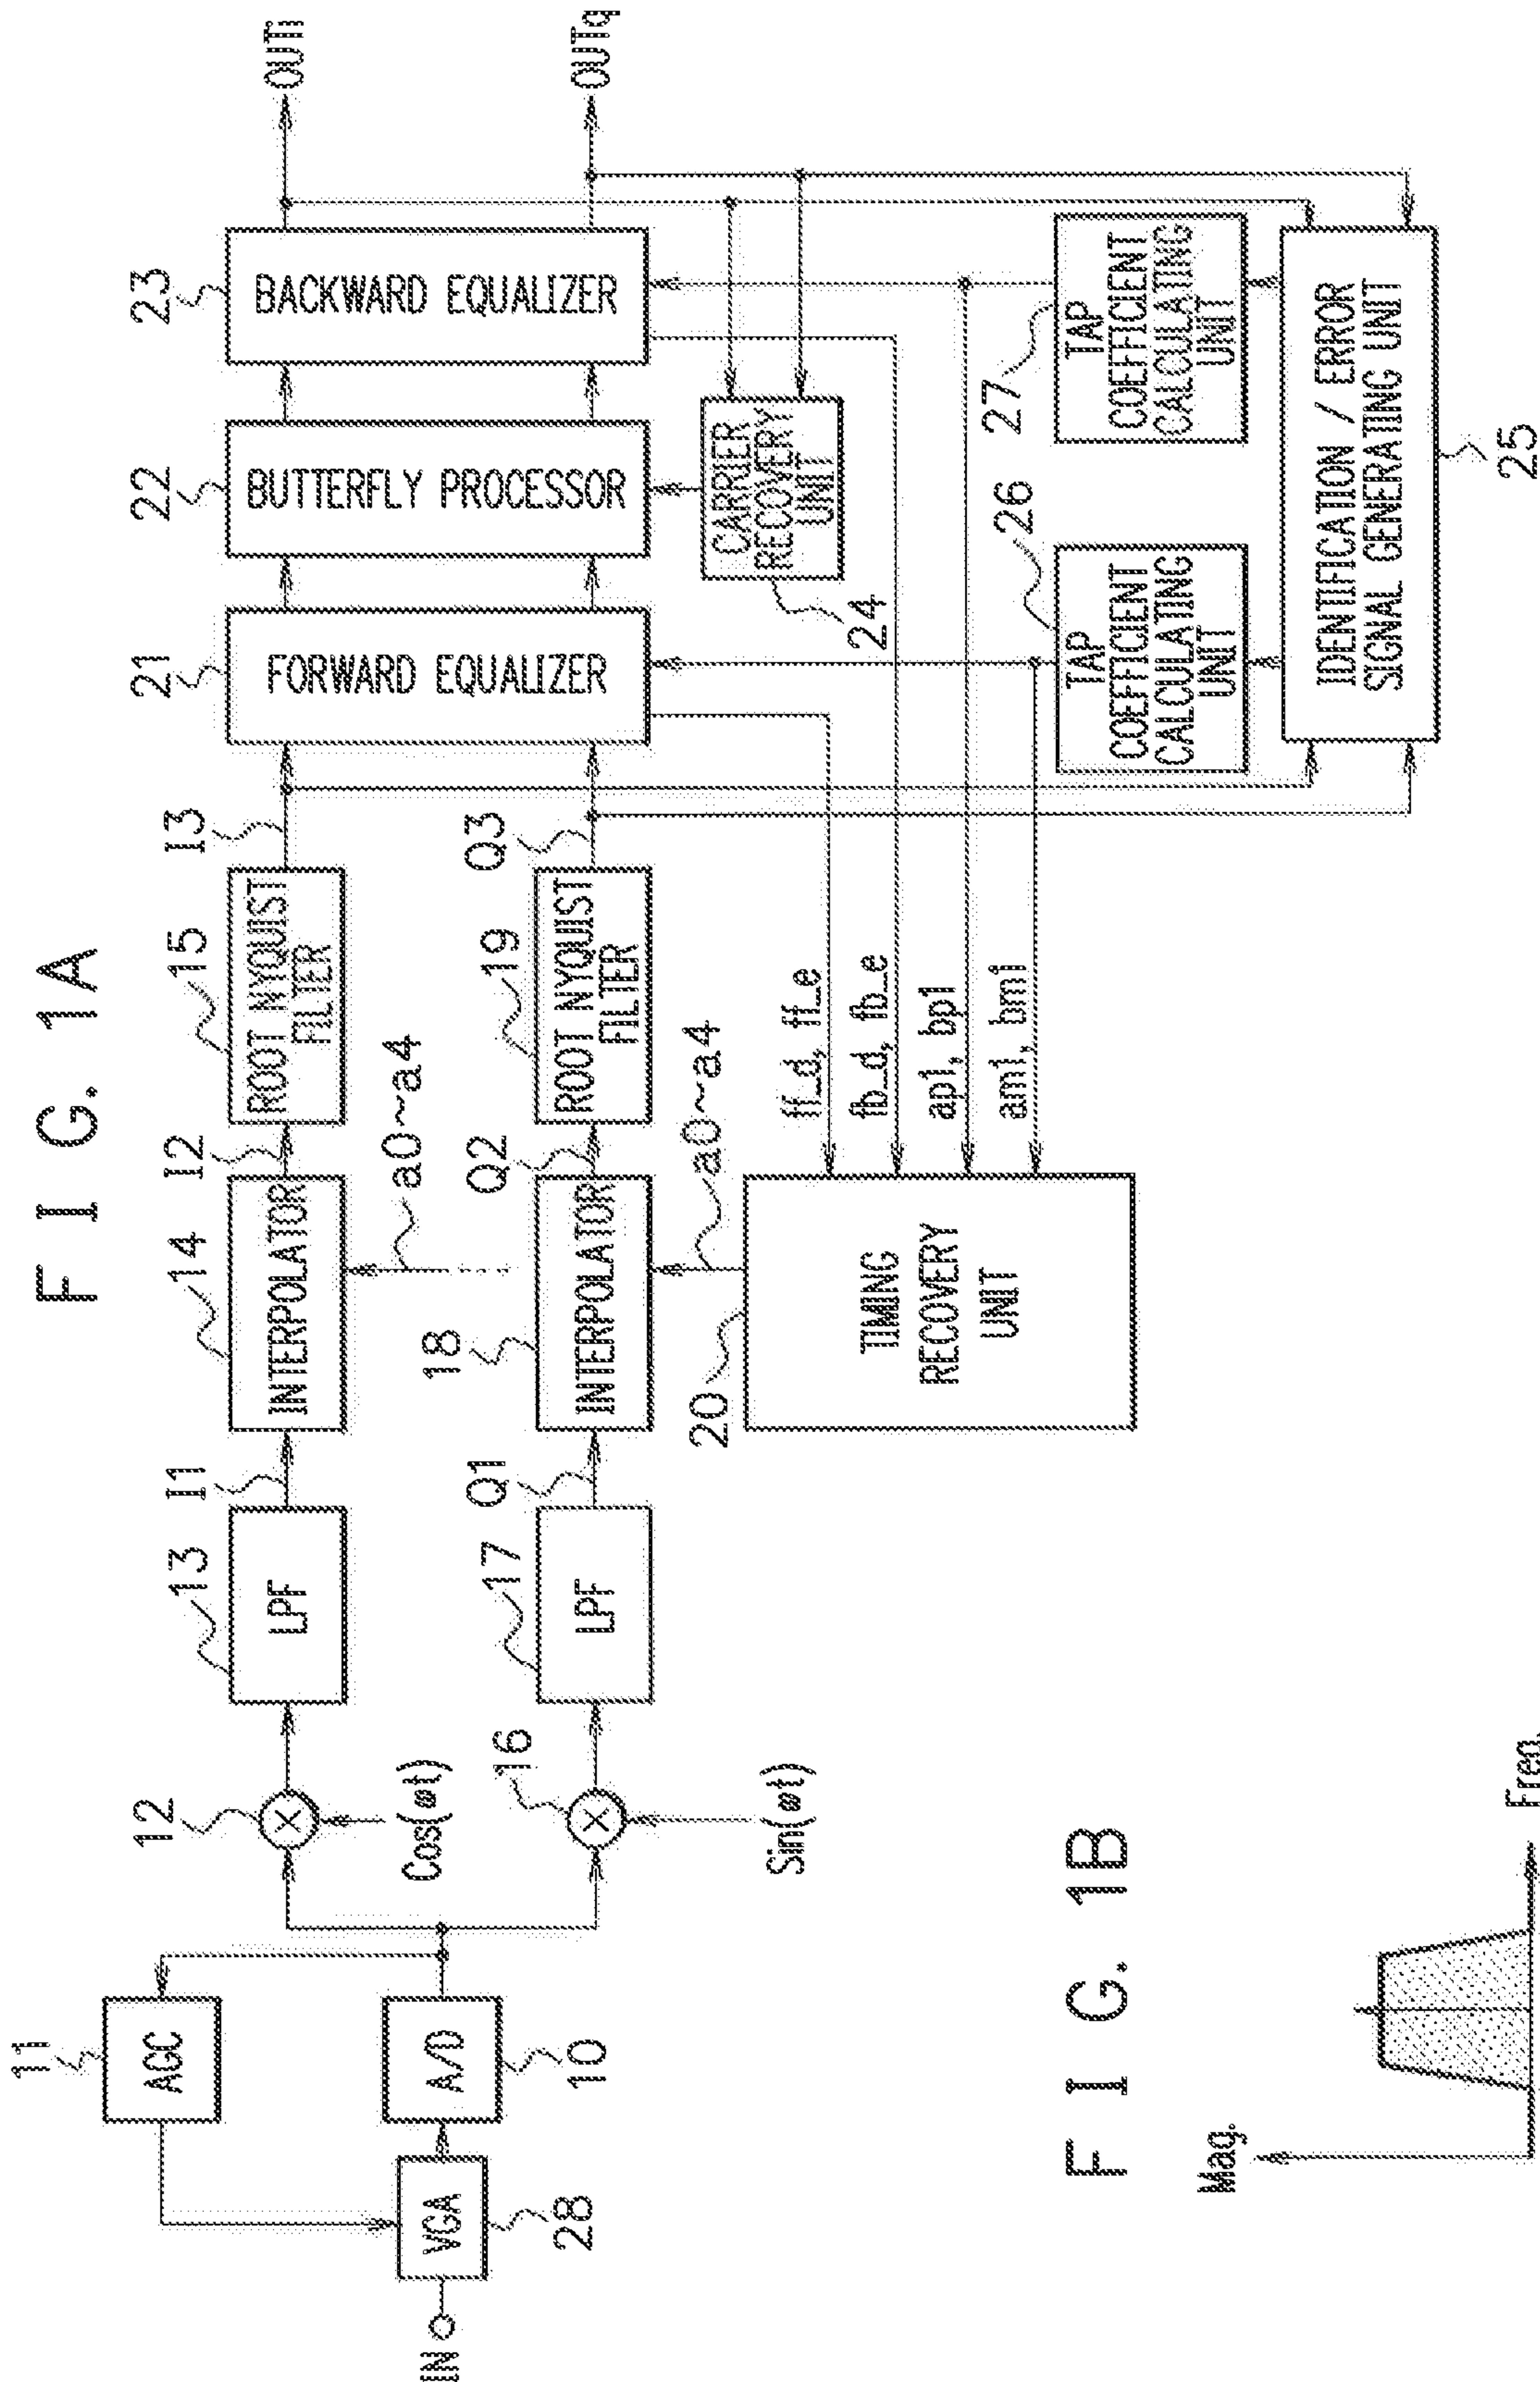 F I G. 1A
IN
VGA
28
AGC
11
A/D
10
12
Cos(ωt)
16
Sin(ωt)
13
LPF
17
LPF
I1
Q1
14
INTERPOLATOR
a0~a4
18
INTERPOLATOR
a0~a4
20
TIMING
RECOVERY
UNIT
I2
Q2
15
ROOT NYQUIST
FILTER
19
ROOT NYQUIST
FILTER
I3
Q3
ff_d, ff_e
fb_d, fb_e
ap1, bp1
am1, bm1
21
FORWARD EQUALIZER
22
BUTTERFLY PROCESSOR
23
BACKWARD EQUALIZER
CARRIER
RECOVERY
UNIT
24
26
TAP
COEFFICIENT
CALCULATING
UNIT
27
TAP
COEFFICIENT
CALCULATING
UNIT
IDENTIFICATION / ERROR
SIGNAL GENERATING UNIT
25
OUTi
OUTq
F I G. 1B
Mag.
Freq.